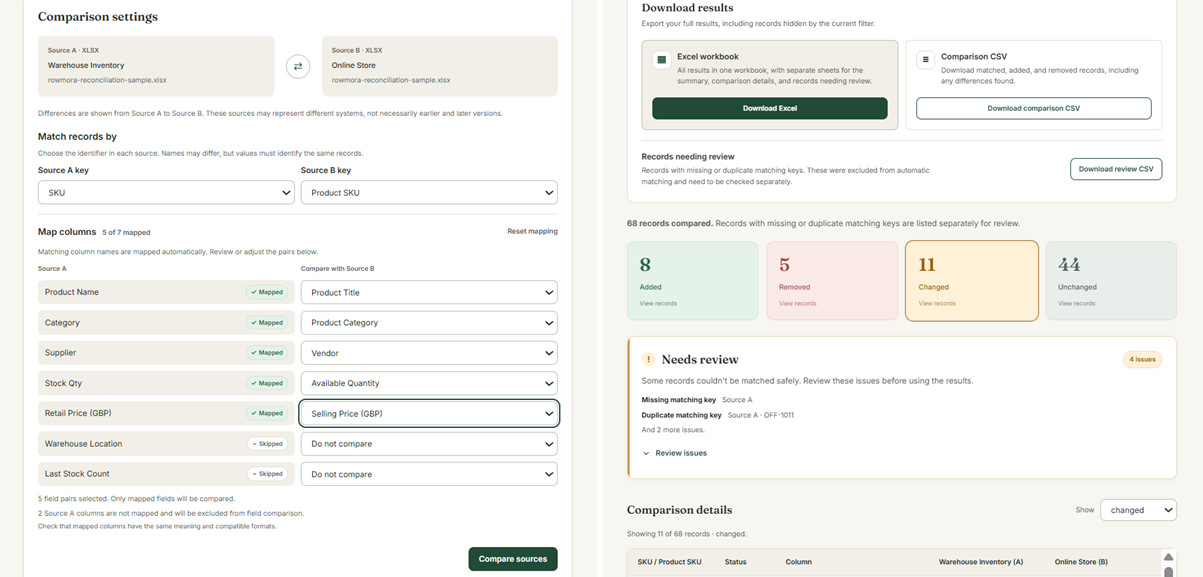 Comparison settings
Source A · XLSX
Warehouse Inventory
rowmora-reconciliation-sample.xlsx
Source B · XLSX
Online Store
rowmora-reconciliation-sample.xlsx
Differences are shown from Source A to Source B. These sources may represent different systems, not necessarily earlier and later versions.
Match records by
Choose the identifier in each source. Names may differ, but values must identify the same records.
Source A key
Source B key
SKU
Product SKU
Map columns 5 of 7 mapped
Reset mapping
Matching column names are mapped automatically. Review or adjust the pairs below.
Source A
Compare with Source B
Product Name ✓ Mapped
Product Title
Category ✓ Mapped
Product Category
Supplier ✓ Mapped
Vendor
Stock Qty ✓ Mapped
Available Quantity
Retail Price (GBP) ✓ Mapped
Selling Price (GBP)
Warehouse Location – Skipped
Do not compare
Last Stock Count – Skipped
Do not compare
5 field pairs selected. Only mapped fields will be compared.
2 Source A columns are not mapped and will be excluded from field comparison.
Check that mapped columns have the same meaning and compatible formats.
Compare sources
Download results
Export your full results, including records hidden by the current filter.
Excel workbook
All results in one workbook, with separate sheets for the
summary, comparison details, and records needing review.
Download Excel
Comparison CSV
Download matched, added, and removed records, including
any differences found.
Download comparison CSV
Records needing review
Records with missing or duplicate matching keys. These were excluded from automatic
matching and need to be checked separately.
Download review CSV
68 records compared. Records with missing or duplicate matching keys are listed separately for review.
8
Added
View records
5
Removed
View records
11
Changed
View records
44
Unchanged
View records
! Needs review
4 issues
Some records couldn't be matched safely. Review these issues before using the results.
Missing matching key Source A
Duplicate matching key Source A · OFF-1011
And 2 more issues.
Review issues
Comparison details
Show changed
Showing 11 of 68 records · changed.
SKU / Product SKU Status Column Warehouse Inventory (A) Online Store (B)